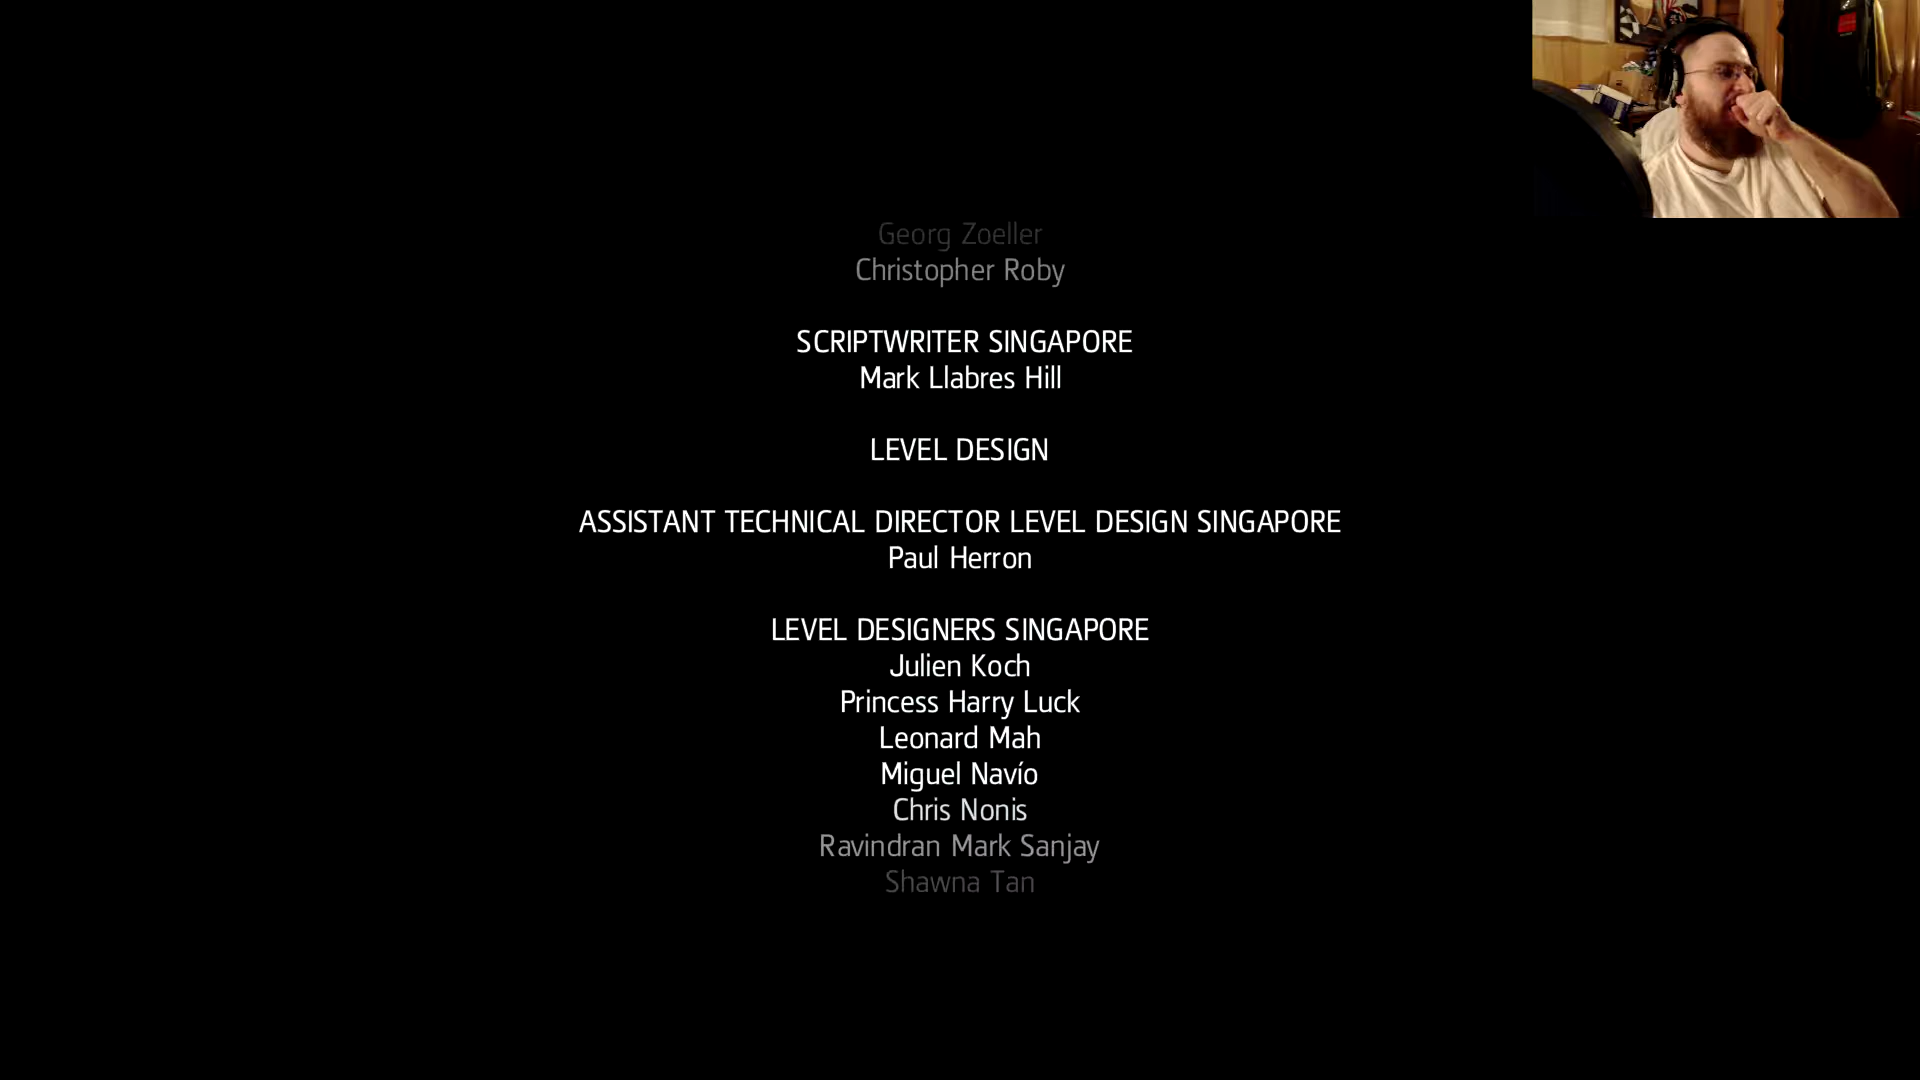 Georg Zoeller
Christopher Roby
SCRIPTWRITER SINGAPORE
Mark Llabres Hill
LEVEL DESIGN
ASSISTANT TECHNICAL DIRECTOR LEVEL DESIGN SINGAPORE
Paul Herron
LEVEL DESIGNERS SINGAPORE
Julien Koch
Princess Harry Luck
Leonard Mah
Miguel Navío
Chris Nonis
Ravindran Mark Sanjay
Shawna Tan